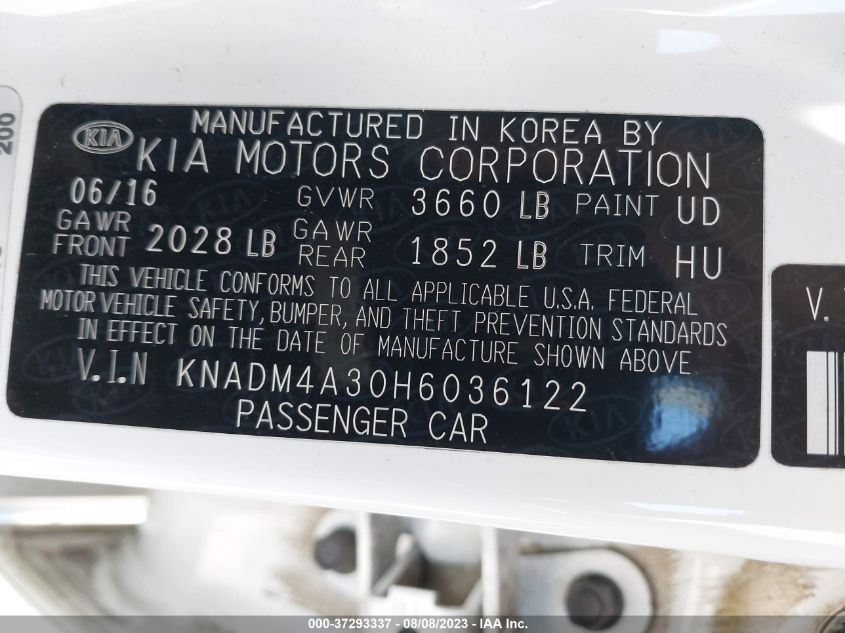 200
KIA
MANUFACTURED IN KOREA BY
KIA MOTORS CORPORATION
06/16 GVWR 3660 LB PAINT UD
GAWR FRONT 2028 LB GAWR REAR 1852 LB TRIM HU
THIS VEHICLE CONFORMS TO ALL APPLICABLE U.S.A. FEDERAL
MOTOR VEHICLE SAFETY, BUMPER, AND THEFT PREVENTION STANDARDS
IN EFFECT ON THE DATE OF MANUFACTURE SHOWN ABOVE.
V.I.N KNADM4A30H6036122
PASSENGER CAR
V.
000-37293337 - 08/08/2023 - IAAI.com